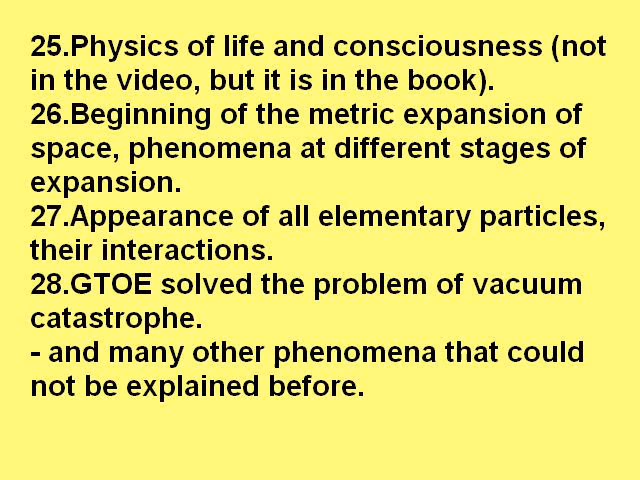 25.Physics of life and consciousness (not
in the video, but it is in the book).
26.Beginning of the metric expansion of
space, phenomena at different stages of
expansion.
27.Appearance of all elementary particles,
their interactions.
28.GTOE solved the problem of vacuum
catastrophe.
- and many other phenomena that could
not be explained before.